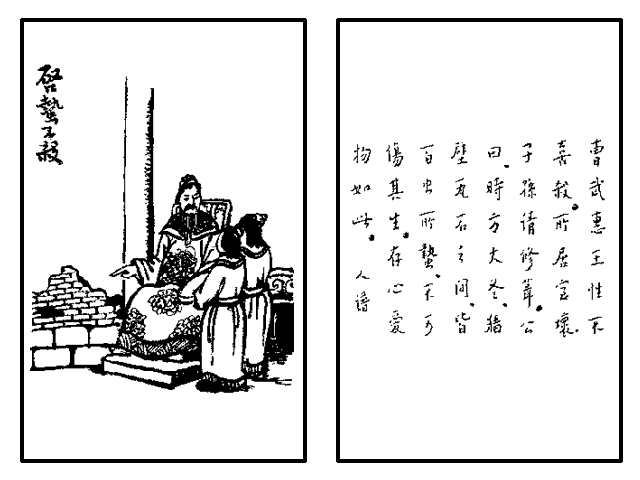 啓蟄不殺
曹武惠王性不
喜殺。所居室壞
子孫請修葺。公
曰、時方大冬、牆
壁瓦石之間、皆
百虫所蟄、不可
傷其生。存心愛
物如此。 人譜